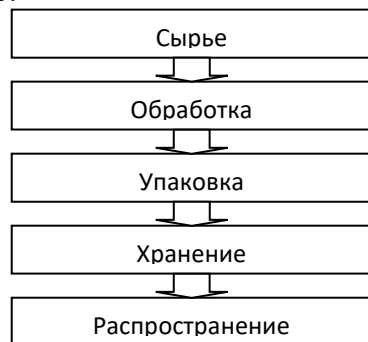 Сырье
Обработка
Упаковка
Хранение
Распространение